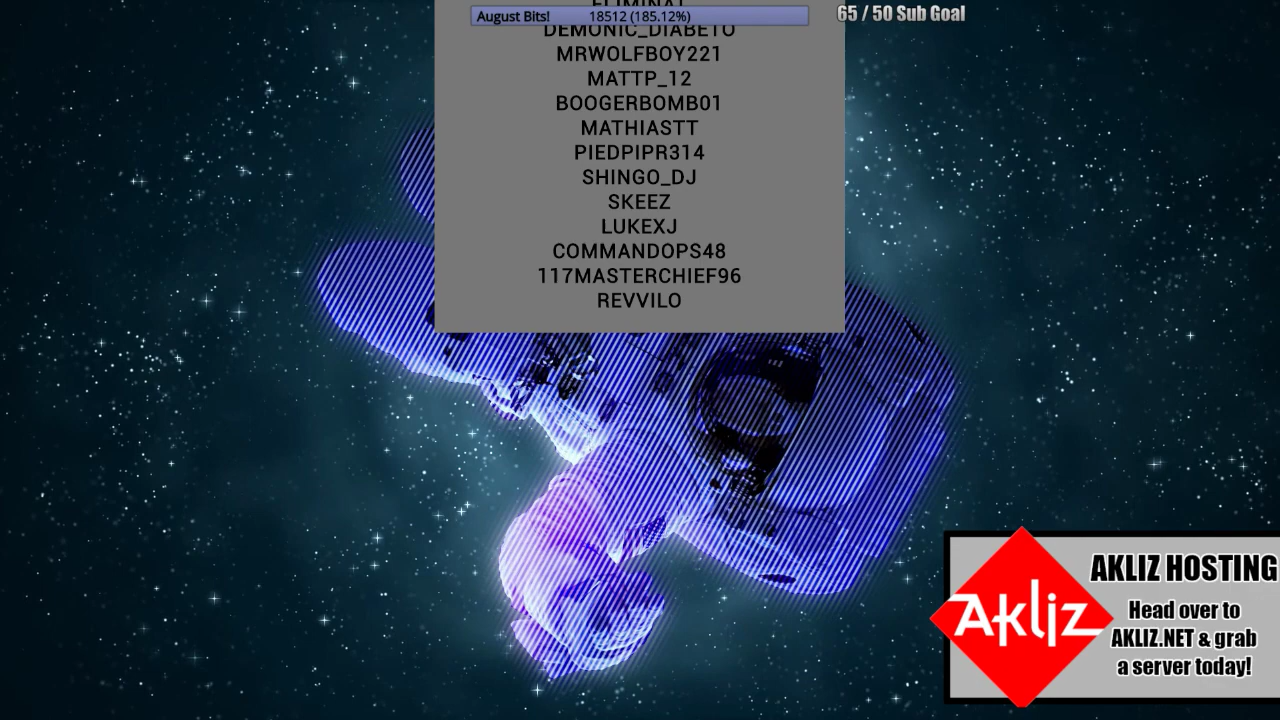 August Bits! 18512 (185.12%)
65 / 50 Sub Goal
DEMONIC_DIABETO
MRWOLFBOY221
MATTP_12
BOOGERBOMB01
MATHIASTT
PIEDPIPR314
SHINGO_DJ
SKEEZ
LUKEXJ
COMMANDOPS48
117MASTERCHIEF96
REVVILO
AKLIZ HOSTING
Akliz
Head over to
AKLIZ.NET & grab
a server today!